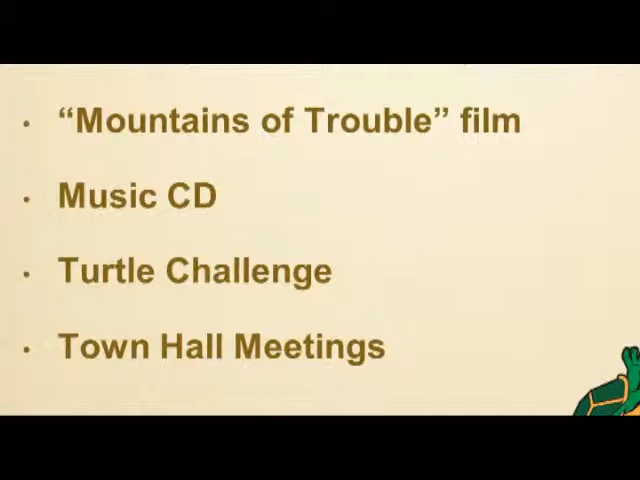 • “Mountains of Trouble” film
• Music CD
• Turtle Challenge
• Town Hall Meetings